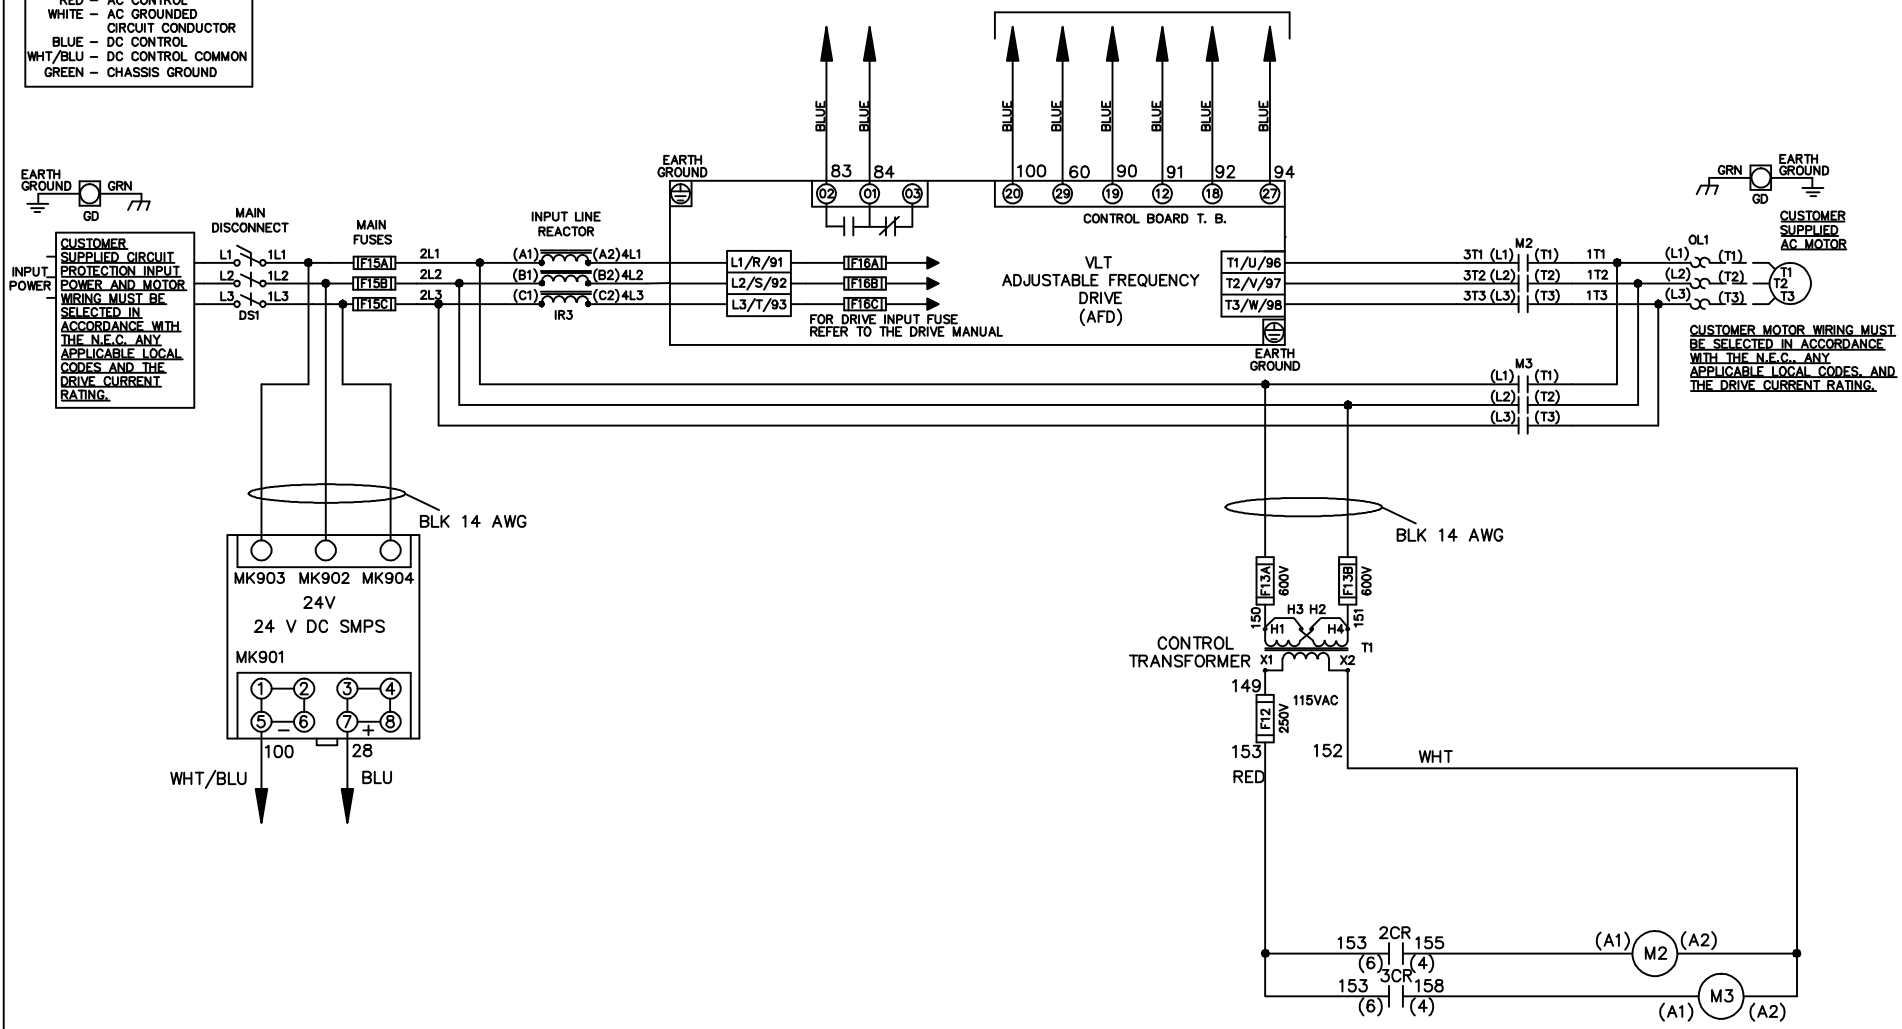 RED – AC CONTROL
WHITE – AC GROUNDED
CIRCUIT CONDUCTOR
BLUE – DC CONTROL
WHT/BLU – DC CONTROL COMMON
GREEN – CHASSIS GROUND
BLUE
BLUE
BLUE
BLUE
BLUE
BLUE
BLUE
BLUE
EARTH
GROUND
GRN
GD
EARTH
GROUND
83
84
02
01
03
100
60
90
91
92
94
20
29
19
12
18
27
CONTROL BOARD T. B.
GRN
EARTH
GROUND
GD
CUSTOMER
SUPPLIED
AC MOTOR
INPUT
POWER
CUSTOMER
SUPPLIED CIRCUIT
PROTECTION INPUT
POWER AND MOTOR
WIRING MUST BE
SELECTED IN
ACCORDANCE WITH
THE N.E.C. ANY
APPLICABLE LOCAL
CODES AND THE
DRIVE CURRENT
RATING.
MAIN
DISCONNECT
L1
1L1
L2
1L2
L3
1L3
DS1
MAIN
FUSES
F15A
F15B
F15C
2L1
2L2
2L3
INPUT LINE
REACTOR
(A1)
(A2)
4L1
(B1)
(B2)
4L2
(C1)
(C2)
4L3
IR3
L1/R/91
L2/S/92
L3/T/93
F16A
F16B
F16C
FOR DRIVE INPUT FUSE
REFER TO THE DRIVE MANUAL
VLT
ADJUSTABLE FREQUENCY
DRIVE
(AFD)
T1/U/96
T2/V/97
T3/W/98
EARTH
GROUND
M2
3T1 (L1) (T1) 1T1
3T2 (L2) (T2) 1T2
3T3 (L3) (T3) 1T3
OL1
(L1) (T1)
(L2) (T2)
(L3) (T3)
T1
T2
T3
CUSTOMER MOTOR WIRING MUST
BE SELECTED IN ACCORDANCE
WITH THE N.E.C., ANY
APPLICABLE LOCAL CODES, AND
THE DRIVE CURRENT RATING.
M3
(L1) (T1)
(L2) (T2)
(L3) (T3)
BLK 14 AWG
BLK 14 AWG
MK903 MK902 MK904
24V
24 V DC SMPS
MK901
1 2 3 4
5 – 6 7 + 8
100
28
WHT/BLU
BLU
F13A
600V
F13B
600V
150
151
H3 H2
H1
H4
T1
CONTROL
TRANSFORMER
X1
X2
149
115VAC
F12
250V
153
152
RED
WHT
2CR
153
155
(6)
(4)
(A1)
M2
(A2)
3CR
153
158
(6)
(4)
(A1)
M3
(A2)